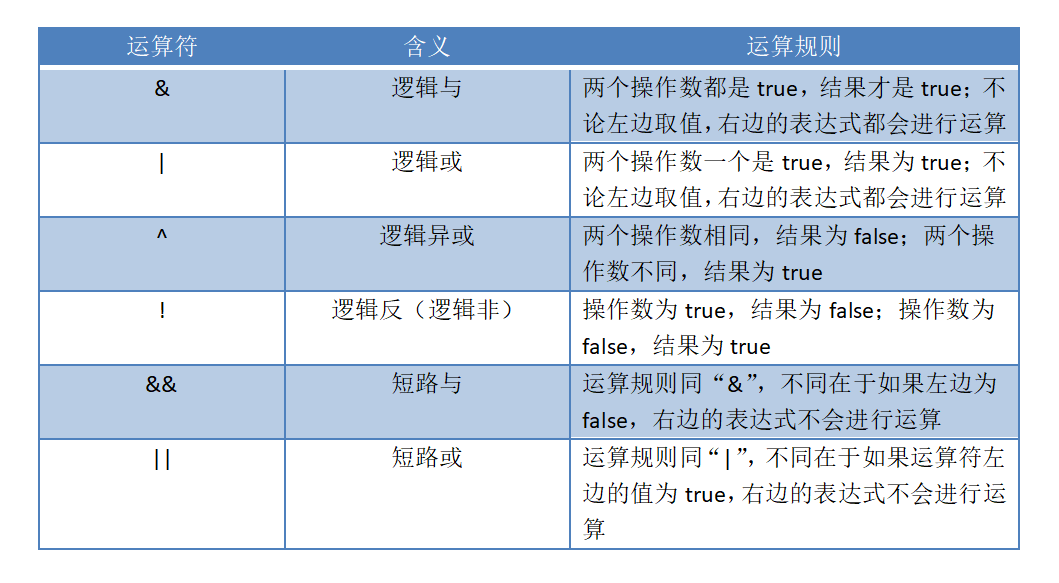 运算符 含义 运算规则
& 逻辑与 两个操作数都是 true，结果才是 true；不
论左边取值，右边的表达式都会进行运算
| 逻辑或 两个操作数一个是 true，结果为 true；不
论左边取值，右边的表达式都会进行运算
^ 逻辑异或 两个操作数相同，结果为 false；两个操
作数不同，结果为 true
! 逻辑反（逻辑非） 操作数为 true，结果为 false；操作数为
false，结果为 true
&& 短路与 运算规则同“&”，不同在于如果左边为
false，右边的表达式不会进行运算
|| 短路或 运算规则同“|”，不同在于如果运算符左
边的值为 true，右边的表达式不会进行运
算